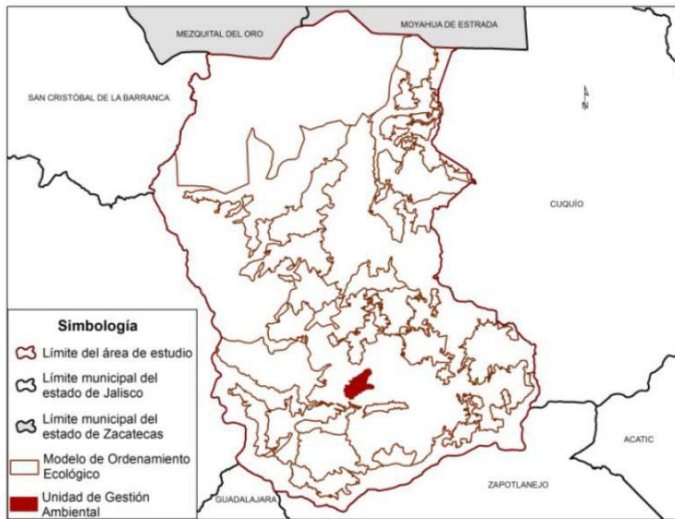 MEZQUITAL DEL ORO
MOYAHUA DE ESTRADA
SAN CRISTÓBAL DE LA BARRANCA
N
CUQUÍO
Simbología
Límite del área de estudio
Límite municipal del
estado de Jalisco
Límite municipal del
estado de Zacatecas
Modelo de Ordenamiento
Ecológico
Unidad de Gestión
Ambiental
GUADALAJARA
ZAPOTLANEJO
ACATIC